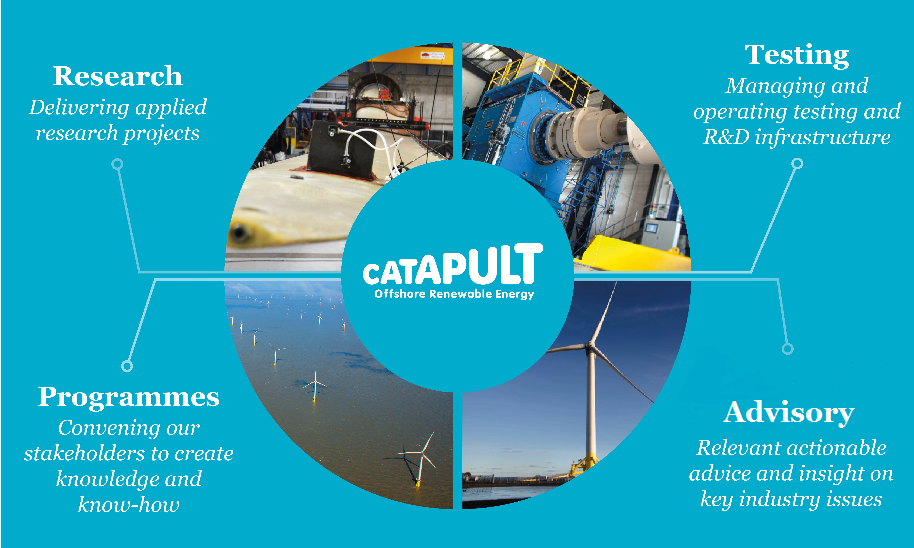 Research
Delivering applied
research projects
Testing
Managing and
operating testing and
R&D infrastructure
CATAPULT
Offshore Renewable Energy
Programmes
Convening our
stakeholders to create
knowledge and
know-how
Advisory
Relevant actionable
advice and insight on
key industry issues